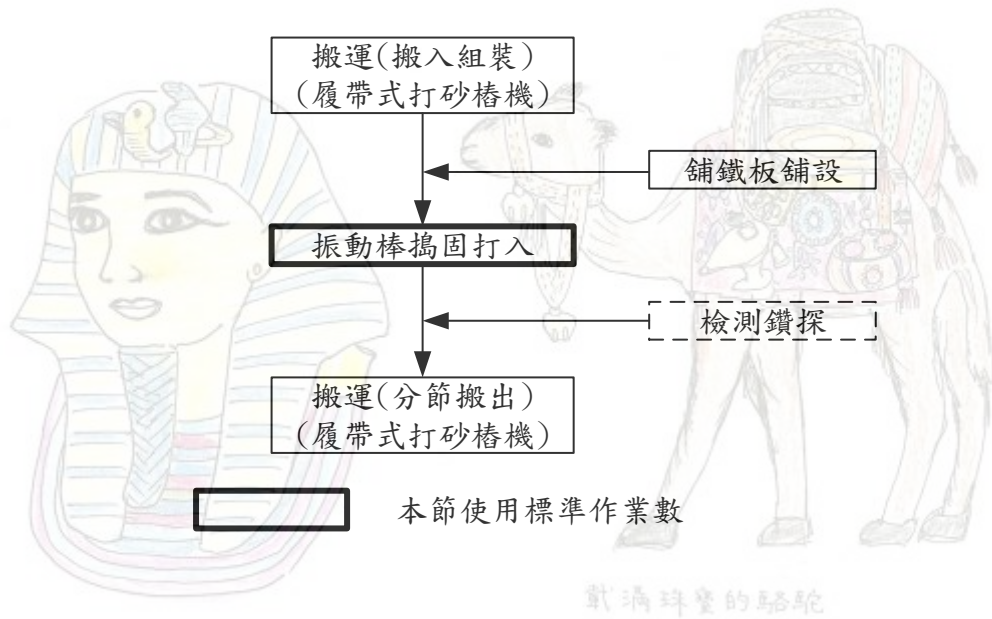 搬運(搬入組裝)
(履帶式打砂樁機)
舖鐵板舖設
振動棒搗固打入
檢測鑽探
搬運(分節搬出)
(履帶式打砂樁機)
本節使用標準作業數
載滿珠寶的駱駝